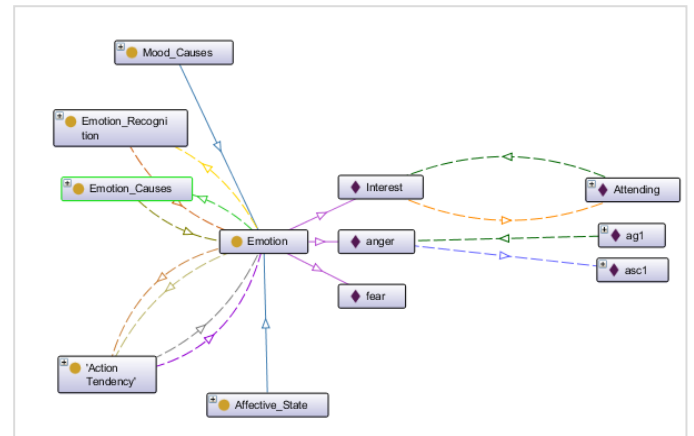 Mood_Causes
Emotion_Recogni
tion
Emotion_Causes
Interest
Attending
Emotion
anger
ag1
asc1
fear
'Action
Tendency'
Affective_State